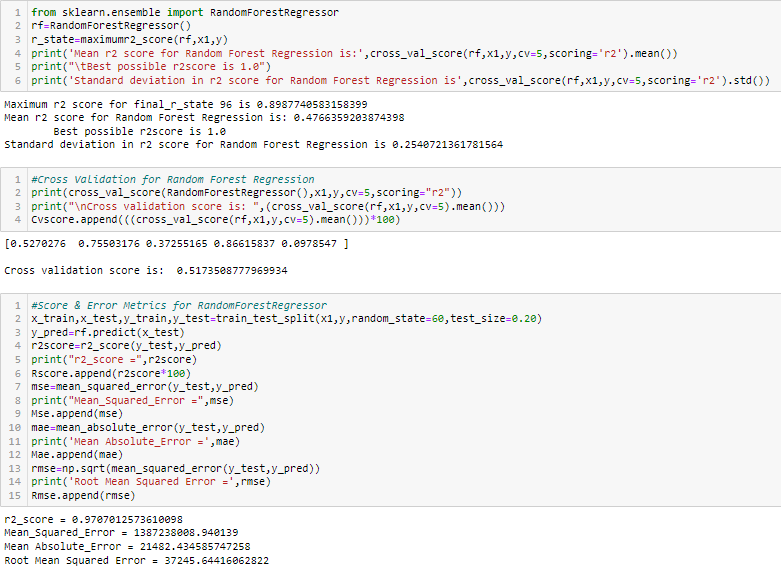 1 from sklearn.ensemble import RandomForestRegressor
2 rf=RandomForestRegressor()
3 r_state=maximumr2_score(rf,x1,y)
4 print('Mean r2 score for Random Forest Regression is:',cross_val_score(rf,x1,y,cv=5,scoring='r2').mean())
5 print("\tBest possible r2score is 1.0")
6 print('Standard deviation in r2 score for Random Forest Regression is',cross_val_score(rf,x1,y,cv=5,scoring='r2').std())
Maximum r2 score for final_r_state 96 is 0.8987740583158399
Mean r2 score for Random Forest Regression is: 0.4766359203874398
Best possible r2score is 1.0
Standard deviation in r2 score for Random Forest Regression is 0.2540721361781564
1 #Cross Validation for Random Forest Regression
2 print(cross_val_score(RandomForestRegressor(),x1,y,cv=5,scoring="r2"))
3 print("\nCross validation score is: ",(cross_val_score(rf,x1,y,cv=5).mean()))
4 Cvscore.append(((cross_val_score(rf,x1,y,cv=5).mean()))*100)
[0.5270276  0.75503176 0.37255165 0.86615837 0.0978547 ]
Cross validation score is:  0.5173508777969934
1 #Score & Error Metrics for RandomForestRegressor
2 x_train,x_test,y_train,y_test=train_test_split(x1,y,random_state=60,test_size=0.20)
3 y_pred=rf.predict(x_test)
4 r2score=r2_score(y_test,y_pred)
5 print("r2_score =",r2score)
6 Rscore.append(r2score*100)
7 mse=mean_squared_error(y_test,y_pred)
8 print("Mean_Squared_Error =",mse)
9 Mse.append(mse)
10 mae=mean_absolute_error(y_test,y_pred)
11 print('Mean Absolute_Error =',mae)
12 Mae.append(mae)
13 rmse=np.sqrt(mean_squared_error(y_test,y_pred))
14 print('Root Mean Squared Error =',rmse)
15 Rmse.append(rmse)
r2_score = 0.9707012573610098
Mean_Squared_Error = 1387238008.940139
Mean Absolute_Error = 21482.434585747258
Root Mean Squared Error = 37245.64416062822